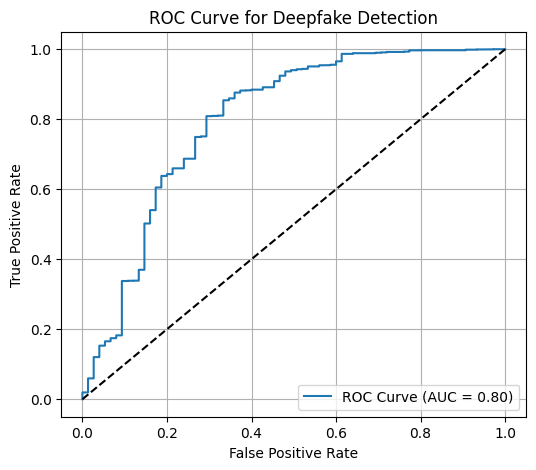 ROC Curve for Deepfake Detection
1.0
0.8
0.6
0.4
0.2
0.0
True Positive Rate
ROC Curve (AUC = 0.80)
0.0 0.2 0.4 0.6 0.8 1.0
False Positive Rate